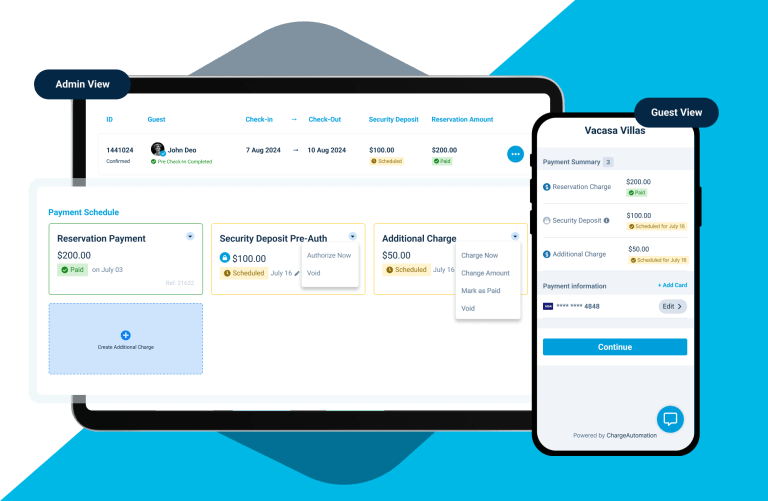 Admin View
ID Guest Check-in → Check-Out Security Deposit Reservation Amount
1441024 John Deo 7 Aug 2024 → 10 Aug 2024 $100.00 $200.00
Confirmed Pre Check-In Completed Scheduled Paid
Payment Schedule
Reservation Payment
$200.00
Paid on July 03
Ref: 11632
Security Deposit Pre-Auth
$100.00
Scheduled July 16
Authorize Now
Void
Additional Charge
$50.00
Scheduled July 16
Charge Now
Change Amount
Mark as Paid
Void
Create Additional Charge
Guest View
Vacasa Villas
Payment Summary 3
Reservation Charge $200.00
Paid
Security Deposit $100.00
Scheduled for July 16
Additional Charge $50.00
Scheduled for July 16
Payment information + Add Card
VISA **** **** 4848 Edit >
Continue
Powered by ChargeAutomation